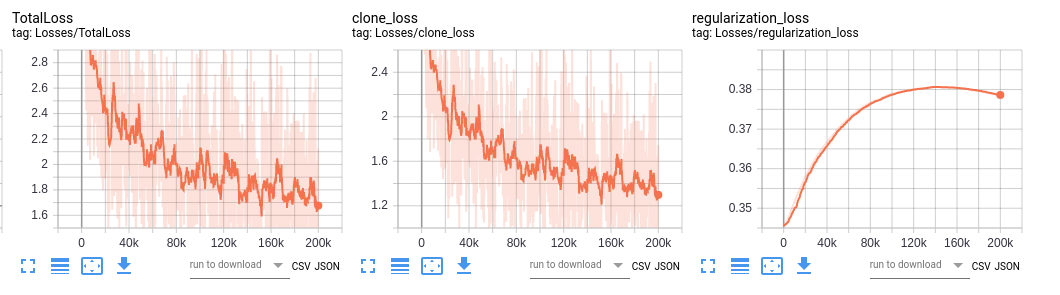 TotalLoss
tag: Losses/TotalLoss
2.8
2.6
2.4
2.2
2
1.8
1.6
0 40k 80k 120k 160k 200k
run to download CSV JSON
clone_loss
tag: Losses/clone_loss
2.4
2
1.6
1.2
0 40k 80k 120k 160k 200k
run to download CSV JSON
regularization_loss
tag: Losses/regularization_loss
0.38
0.37
0.36
0.35
0 40k 80k 120k 160k 200k
run to download CSV JSON